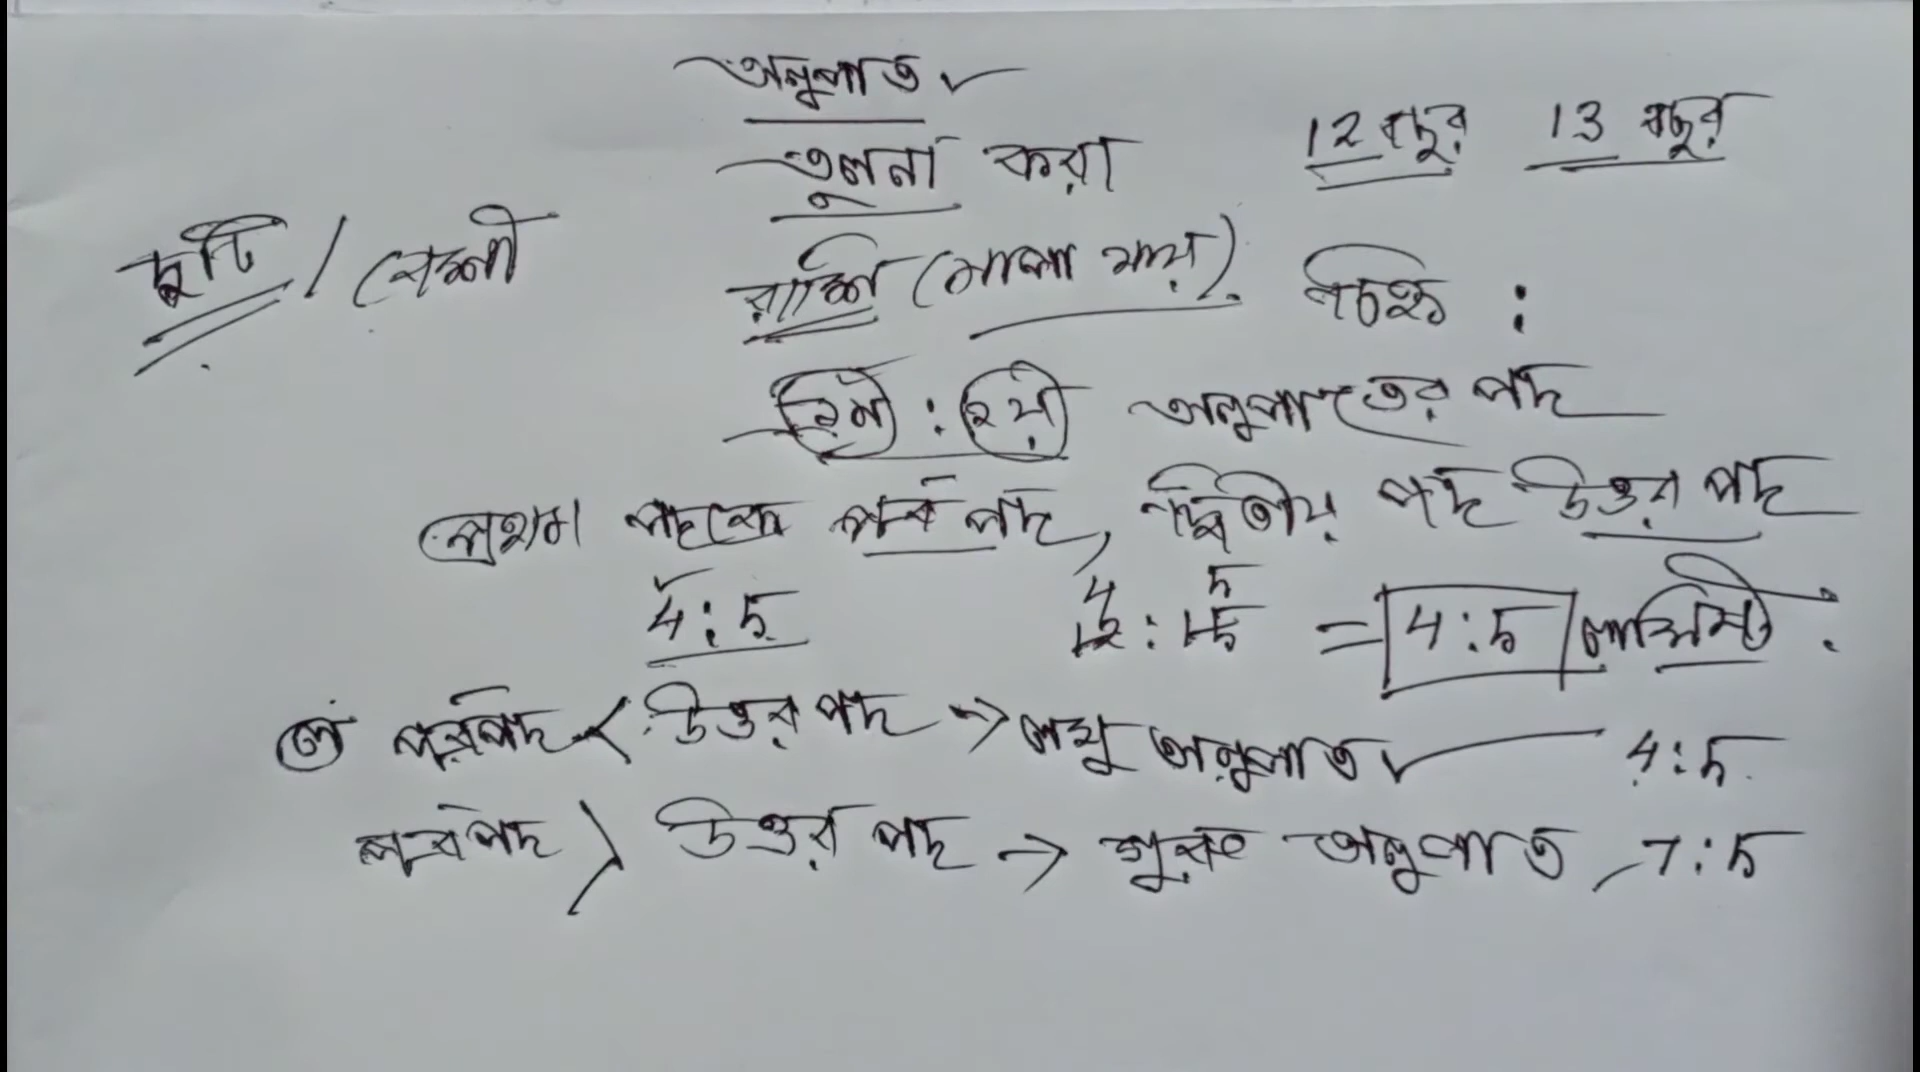 অনুপাত ✓
তুলনা করা 12 বছর 13 বছর
দুটি / বেশী রাশি (মাপা যায়) চিহ্ন :
১ম : ২য় অনুপাতের পদ
প্রথম পদকে পূর্ব পদ, দ্বিতীয় পদ উত্তর পদ
4 : 5 12 : 15 = 4 : 5 লঘিষ্ট :
পূর্বপদ < উত্তর পদ → লঘু অনুপাত ✓ 4 : 5
পূর্বপদ > উত্তর পদ → গুরু অনুপাত, 7 : 5